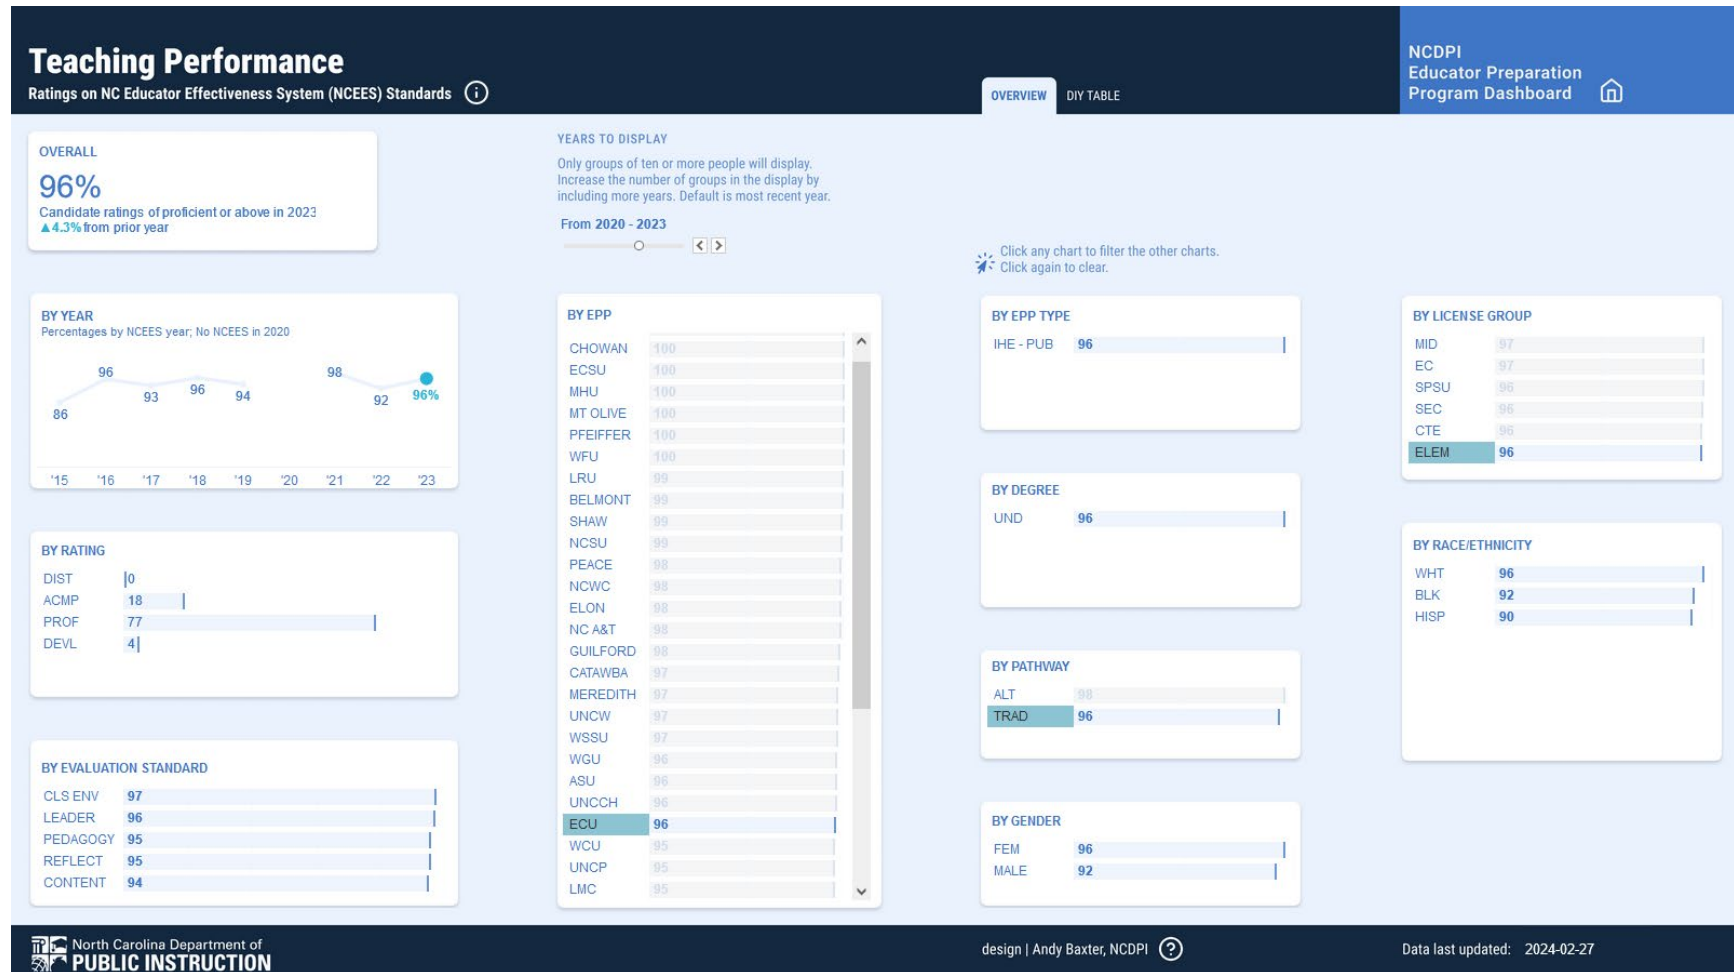 Teaching Performance
Ratings on NC Educator Effectiveness System (NCEES) Standards
OVERVIEW
DIY TABLE
NCDPI
Educator Preparation
Program Dashboard
OVERALL
96%
Candidate ratings of proficient or above in 2023
▲4.3% from prior year
YEARS TO DISPLAY
Only groups of ten or more people will display.
Increase the number of groups in the display by
including more years. Default is most recent year.
From 2020 - 2023
Click any chart to filter the other charts.
Click again to clear.
BY YEAR
Percentages by NCEES year; No NCEES in 2020
86
96
93
96
94
98
92
96%
'15 '16 '17 '18 '19 '20 '21 '22 '23
BY RATING
DIST 0
ACMP 18
PROF 77
DEVL 4
BY EVALUATION STANDARD
CLS ENV 97
LEADER 96
PEDAGOGY 95
REFLECT 95
CONTENT 94
BY EPP
CHOWAN 100
ECSU 100
MHU 100
MT OLIVE 100
PFEIFFER 100
WFU 100
LRU 99
BELMONT 99
SHAW 99
NCSU 99
PEACE 98
NCWC 98
ELON 98
NC A&T 98
GUILFORD 98
CATAWBA 97
MEREDITH 97
UNCW 97
WSSU 97
WGU 96
ASU 96
UNCCH 96
ECU 96
WCU 95
UNCP 95
LMC 95
BY EPP TYPE
IHE - PUB 96
BY DEGREE
UND 96
BY PATHWAY
ALT 98
TRAD 96
BY GENDER
FEM 96
MALE 92
BY LICENSE GROUP
MID 97
EC 97
SPSU 96
SEC 96
CTE 96
ELEM 96
BY RACE/ETHNICITY
WHT 96
BLK 92
HISP 90
North Carolina Department of
PUBLIC INSTRUCTION
design | Andy Baxter, NCDPI
Data last updated: 2024-02-27